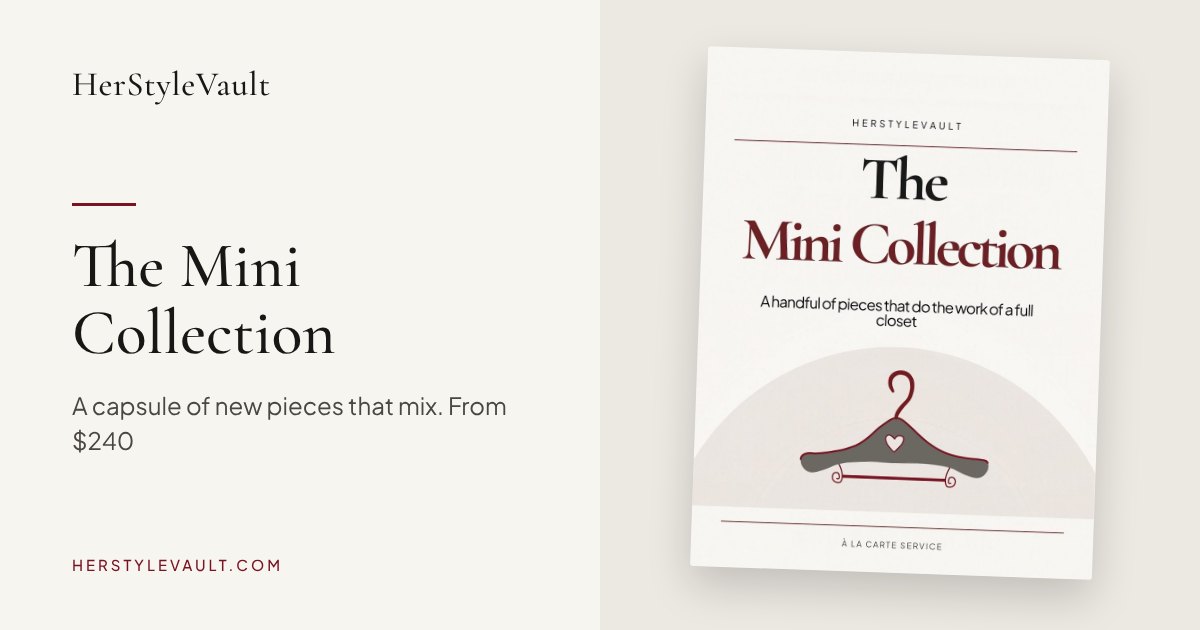 HerStyleVault
The Mini
Collection
A capsule of new pieces that mix. From
$240
HERSTYLEVAULT.COM
HERSTYLEVAULT
The
Mini Collection
A handful of pieces that do the work of a full
closet
À LA CARTE SERVICE